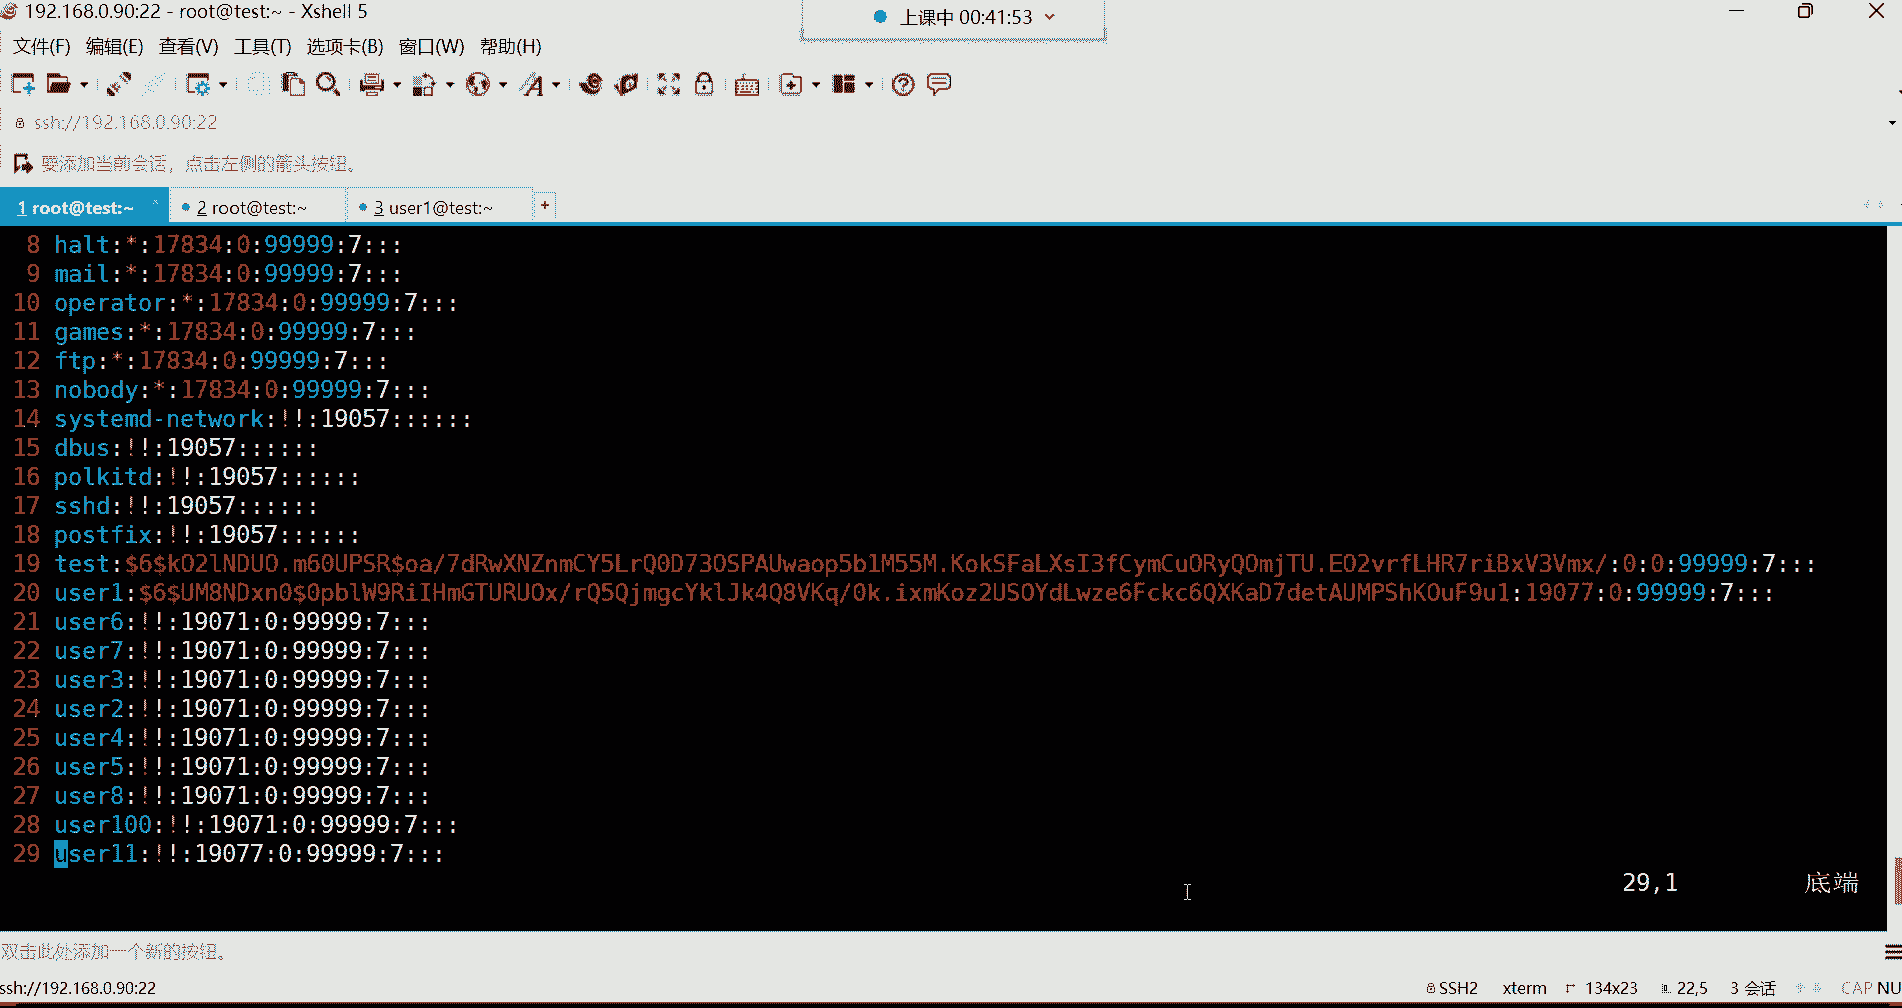 192.168.0.90:22 - root@test:~ - Xshell 5
上课中 00:41:53
文件(F) 编辑(E) 查看(V) 工具(T) 选项卡(B) 窗口(W) 帮助(H)
ssh://192.168.0.90:22
要添加当前会话，点击左侧的箭头按钮。
1 root@test:~ × 2 root@test:~ 3 user1@test:~ +
8 halt:*:17834:0:99999:7:::
9 mail:*:17834:0:99999:7:::
10 operator:*:17834:0:99999:7:::
11 games:*:17834:0:99999:7:::
12 ftp:*:17834:0:99999:7:::
13 nobody:*:17834:0:99999:7:::
14 systemd-network:!!:19057::::::
15 dbus:!!:19057::::::
16 polkitd:!!:19057::::::
17 sshd:!!:19057::::::
18 postfix:!!:19057::::::
19 test:$6$kO2lNDUD.m60UPSR$oa/7dRwXNZnmCY5LrQ0D73OSPAUwaop5blM55M.KokSFaLXsI3fCymCuORyQOmjTU.EO2vrfLHR7riBxV3Vmx/:0:0:99999:7:::
20 user1:$6$UM8NDxn0$0pblW9RiIHmGTURUOx/rQ5QjmgcYklJk4Q8VKq/0k.ixmKoz2USOYdLwze6Fckc6QXKaD7detAUMPShKOuF9u1:19077:0:99999:7:::
21 user6:!!:19071:0:99999:7:::
22 user7:!!:19071:0:99999:7:::
23 user3:!!:19071:0:99999:7:::
24 user2:!!:19071:0:99999:7:::
25 user4:!!:19071:0:99999:7:::
26 user5:!!:19071:0:99999:7:::
27 user8:!!:19071:0:99999:7:::
28 user100:!!:19071:0:99999:7:::
29 user11:!!:19077:0:99999:7:::
29,1 底端
双击此处添加一个新的按钮。
ssh://192.168.0.90:22 SSH2 xterm 134x23 22,5 3 会话 CAP NU